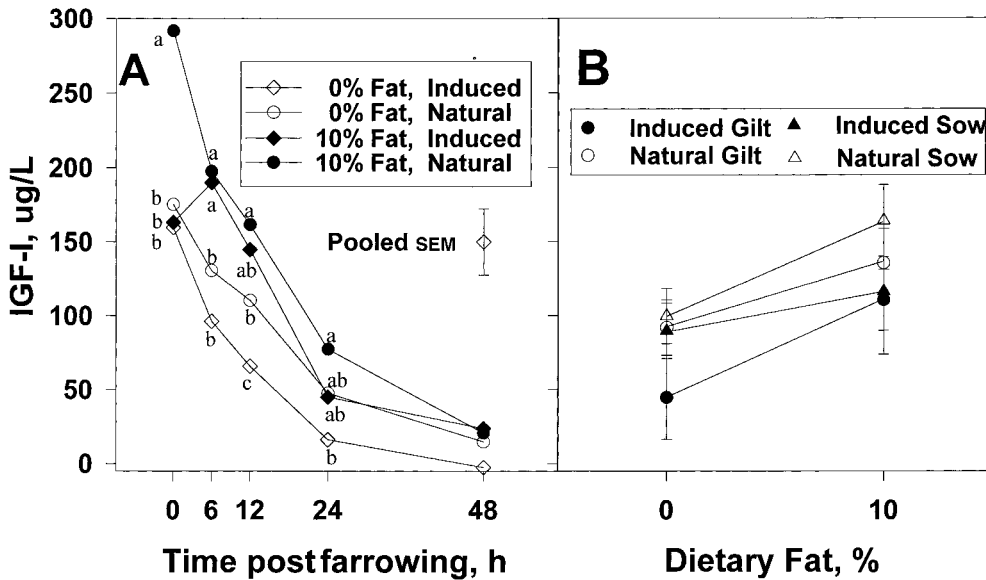 300
250
200
150
100
50
0
IGF-I, ug/L
A
0% Fat, Induced
0% Fat, Natural
10% Fat, Induced
10% Fat, Natural
Pooled SEM
a
b
b
b
a
a
b
b
a
ab
b
c
a
ab
ab
b
0 6 12 24 48
Time post farrowing, h
B
Induced Gilt Induced Sow
Natural Gilt Natural Sow
0 10
Dietary Fat, %